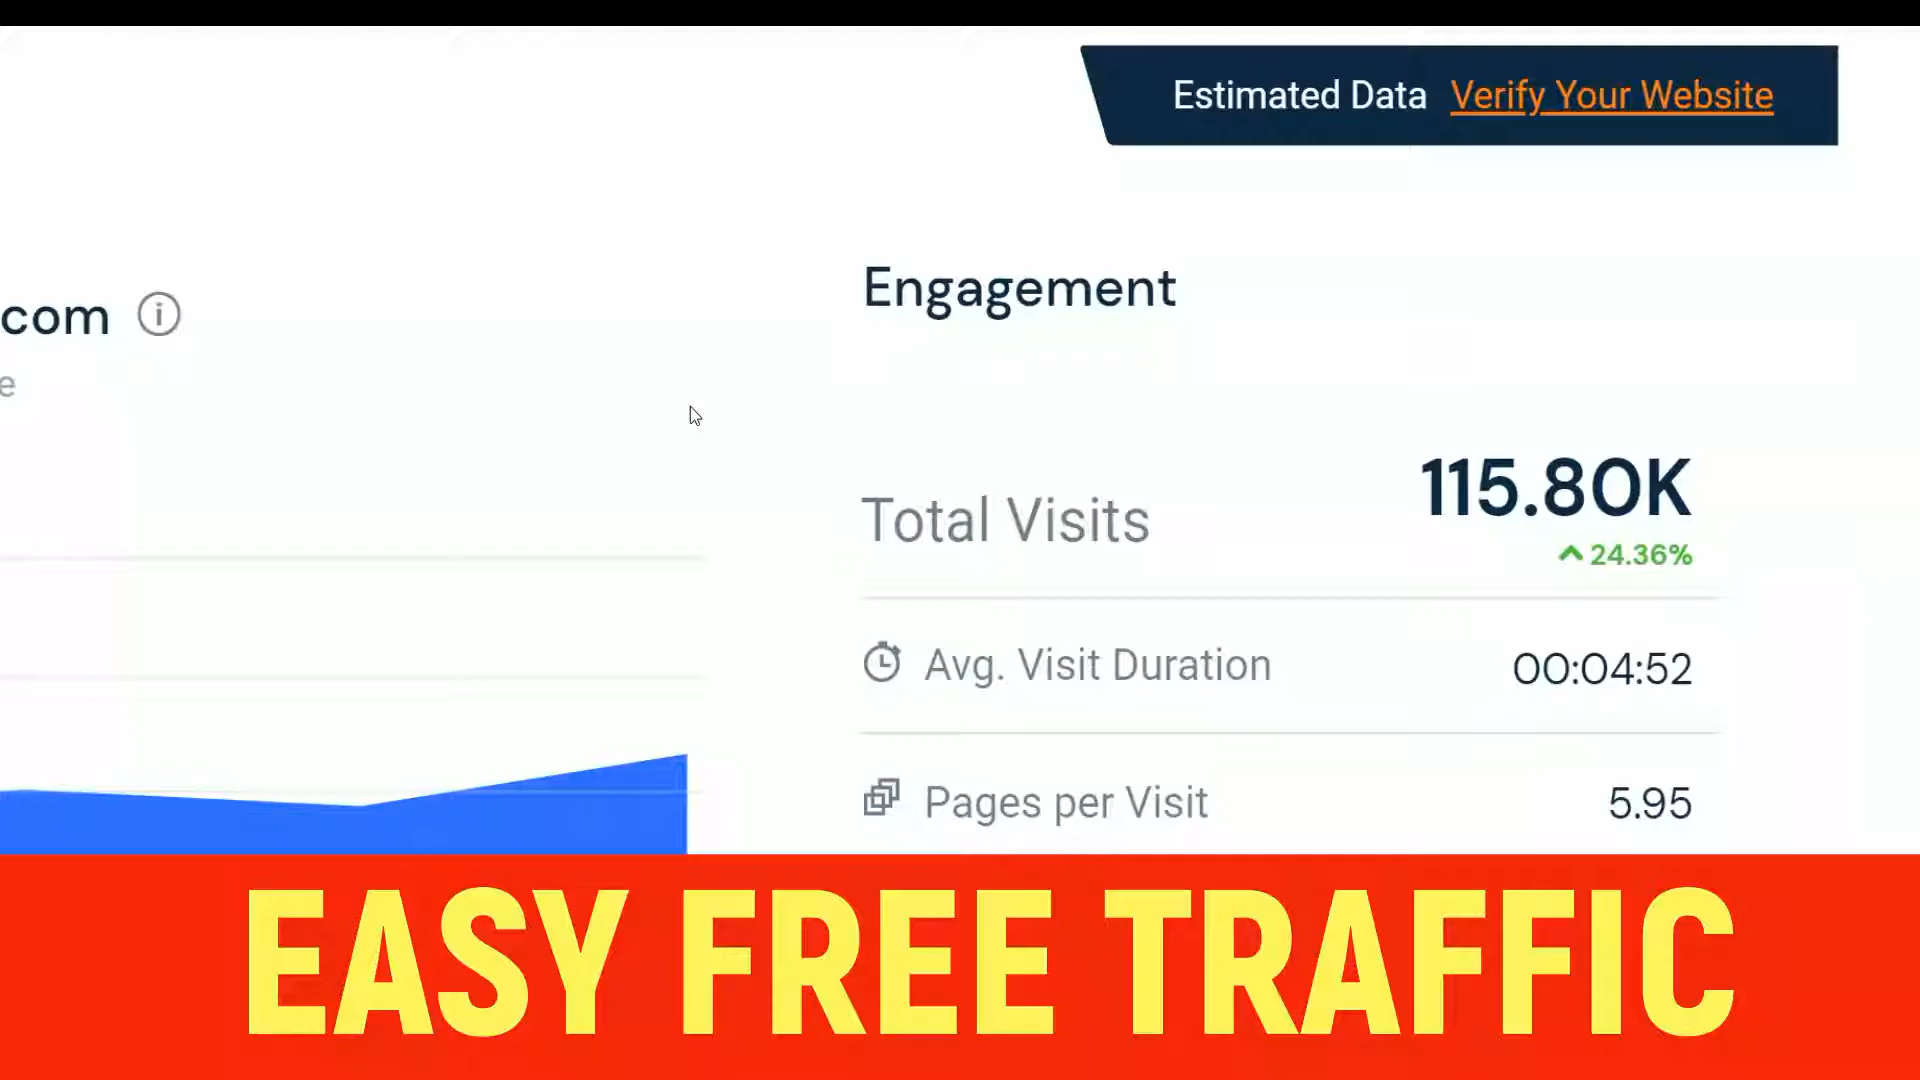 Estimated Data Verify Your Website
Engagement
com
e
Total Visits
115.80K
24.36%
Avg. Visit Duration
00:04:52
Pages per Visit
5.95
EASY FREE TRAFFIC